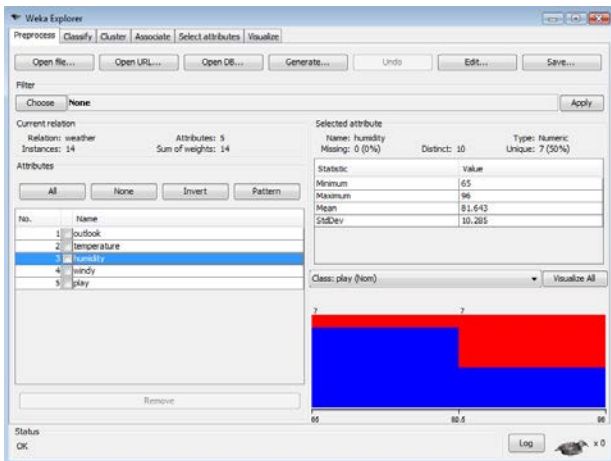 Weka Explorer
Preprocess Classify Cluster Associate Select attributes Visualize
Open file... Open URL... Open DB... Generate... Undo Edit... Save...
Filter
Choose None Apply
Current relation
Relation: weather Attributes: 5
Instances: 14 Sum of weights: 14
Selected attribute
Name: humidity Type: Numeric
Missing: 0 (0%) Distinct: 10 Unique: 7 (50%)
Attributes
All None Invert Pattern
No. Name
1 outlook
2 temperature
3 humidity
4 windy
5 play
Remove
Statistic Value
Minimum 65
Maximum 96
Mean 81.643
StdDev 10.285
Class: play (Nom) Visualize All
7 7
65 80.5 96
Status
OK Log x 0